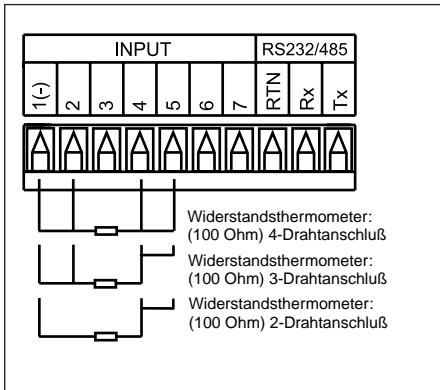 INPUT RS232/485
1(-) 2 3 4 5 6 7 RTN Rx Tx
Widerstandsthermometer:
(100 Ohm) 4-Drahtanschluß
Widerstandsthermometer:
(100 Ohm) 3-Drahtanschluß
Widerstandsthermometer:
(100 Ohm) 2-Drahtanschluß